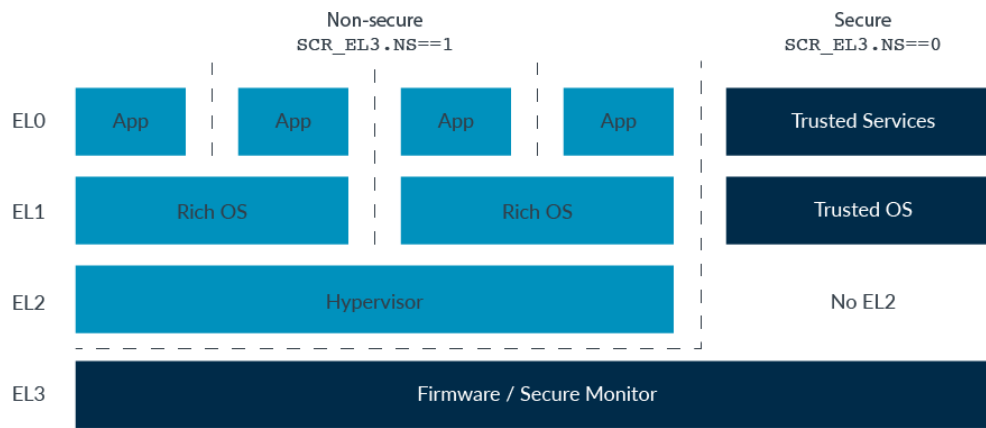 Non-secure
SCR_EL3.NS==1
Secure
SCR_EL3.NS==0
EL0
App
App
App
App
Trusted Services
EL1
Rich OS
Rich OS
Trusted OS
EL2
Hypervisor
No EL2
EL3
Firmware / Secure Monitor